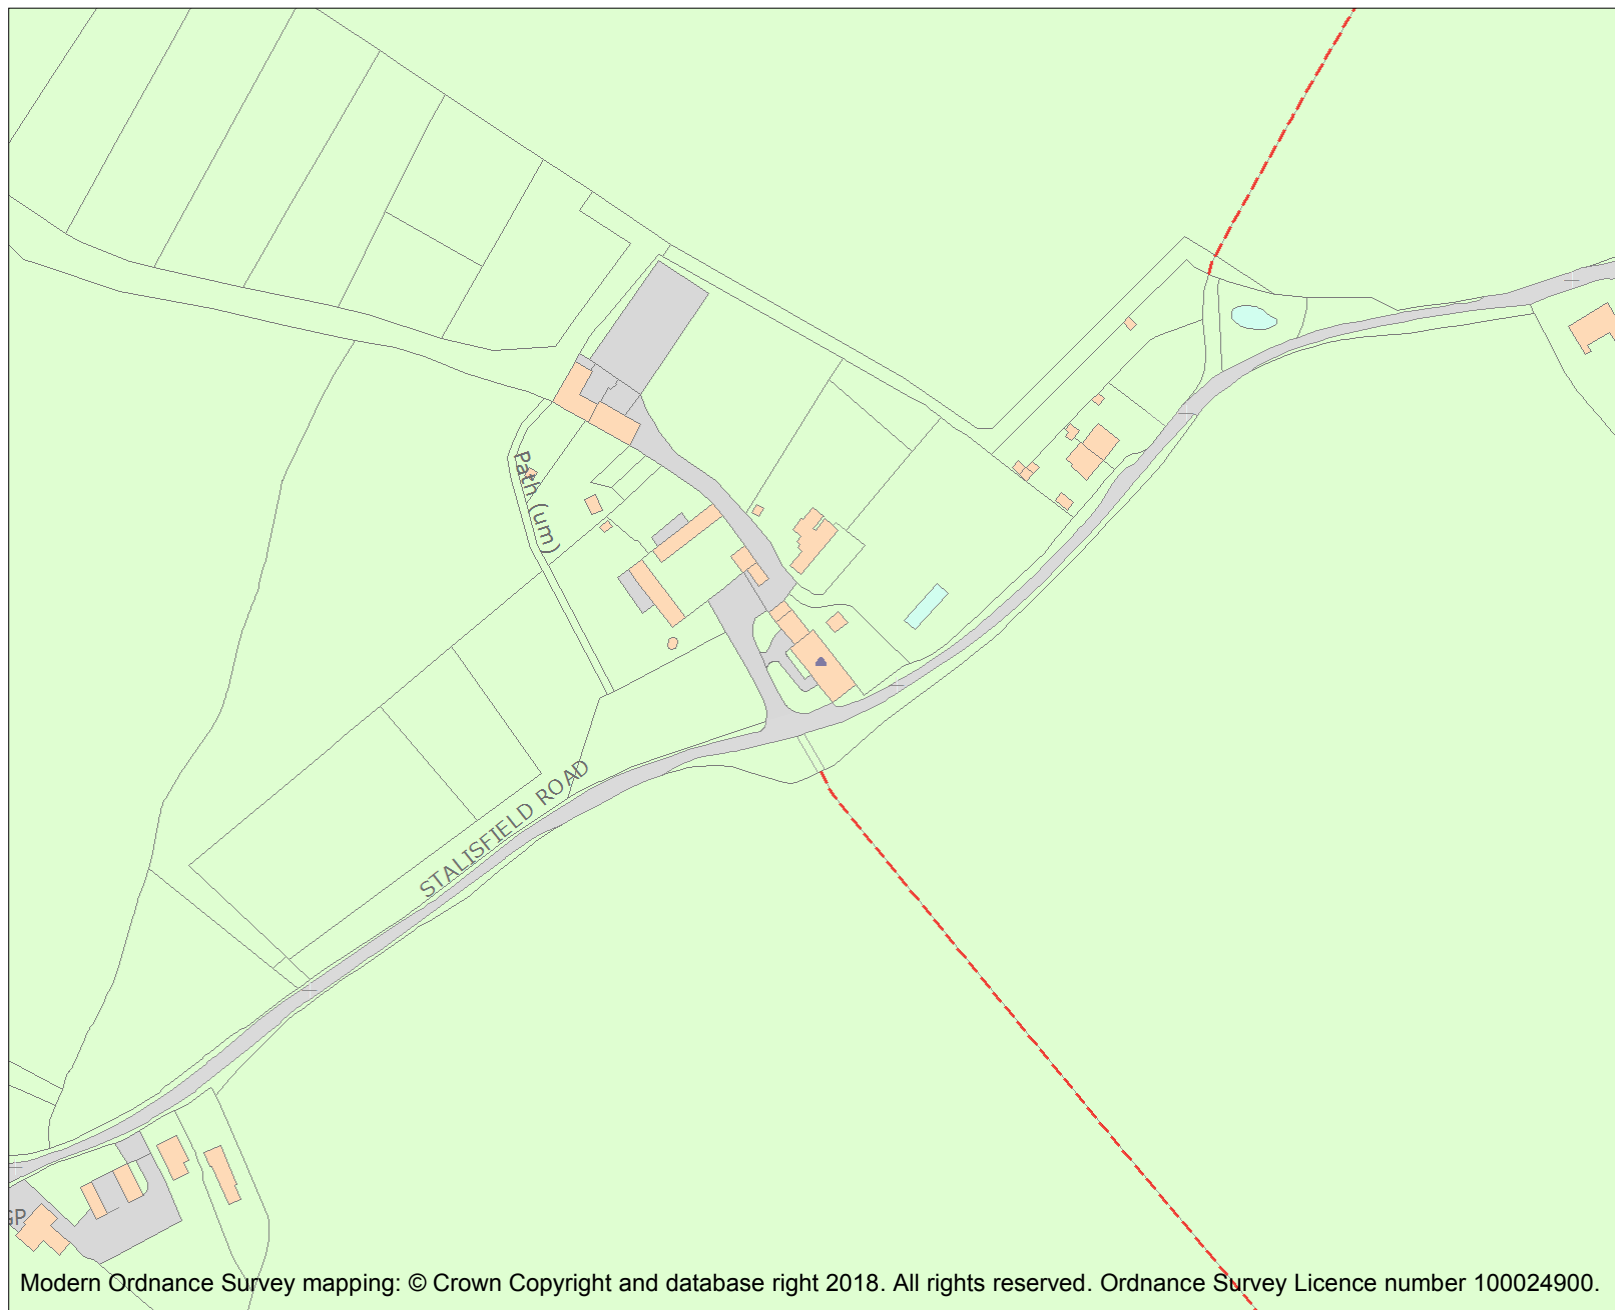 Path (um)
STALISFIELD ROAD
GP
Modern Ordnance Survey mapping: © Crown Copyright and database right 2018. All rights reserved. Ordnance Survey Licence number 100024900.